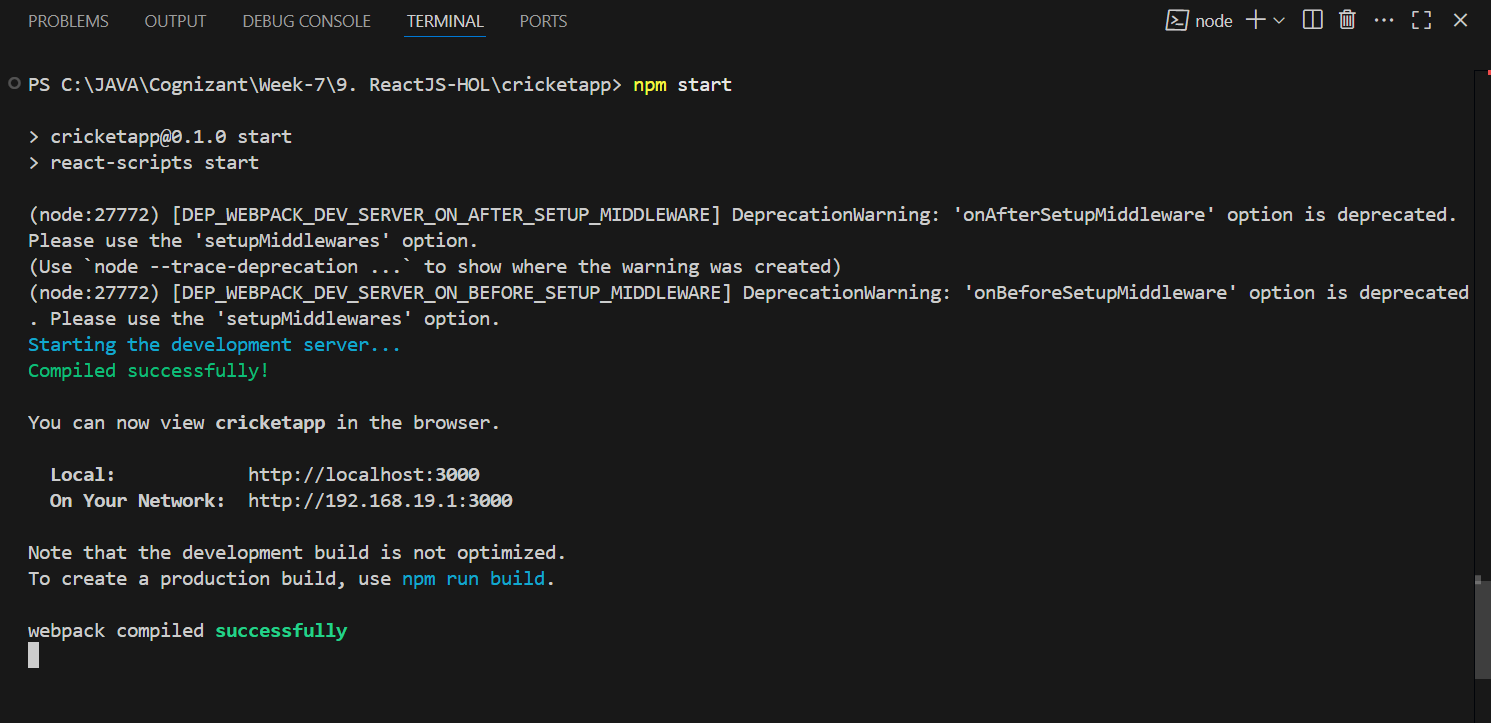 PROBLEMS OUTPUT DEBUG CONSOLE TERMINAL PORTS node
PS C:\JAVA\Cognizant\Week-7\9. ReactJS-HOL\cricketapp> npm start
> cricketapp@0.1.0 start
> react-scripts start
(node:27772) [DEP_WEBPACK_DEV_SERVER_ON_AFTER_SETUP_MIDDLEWARE] DeprecationWarning: 'onAfterSetupMiddleware' option is deprecated.
Please use the 'setupMiddlewares' option.
(Use `node --trace-deprecation ...` to show where the warning was created)
(node:27772) [DEP_WEBPACK_DEV_SERVER_ON_BEFORE_SETUP_MIDDLEWARE] DeprecationWarning: 'onBeforeSetupMiddleware' option is deprecated
. Please use the 'setupMiddlewares' option.
Starting the development server...
Compiled successfully!
You can now view cricketapp in the browser.
Local: http://localhost:3000
On Your Network: http://192.168.19.1:3000
Note that the development build is not optimized.
To create a production build, use npm run build.
webpack compiled successfully